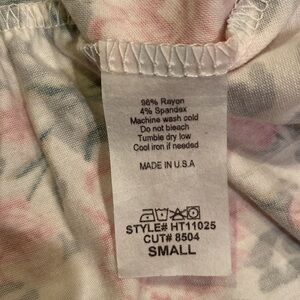 96% Rayon
4% Spandex
Machine wash cold
Do not bleach
Tumble dry low
Cool iron if needed
MADE IN U.S.A
STYLE# HT11025
CUT# 8504
SMALL